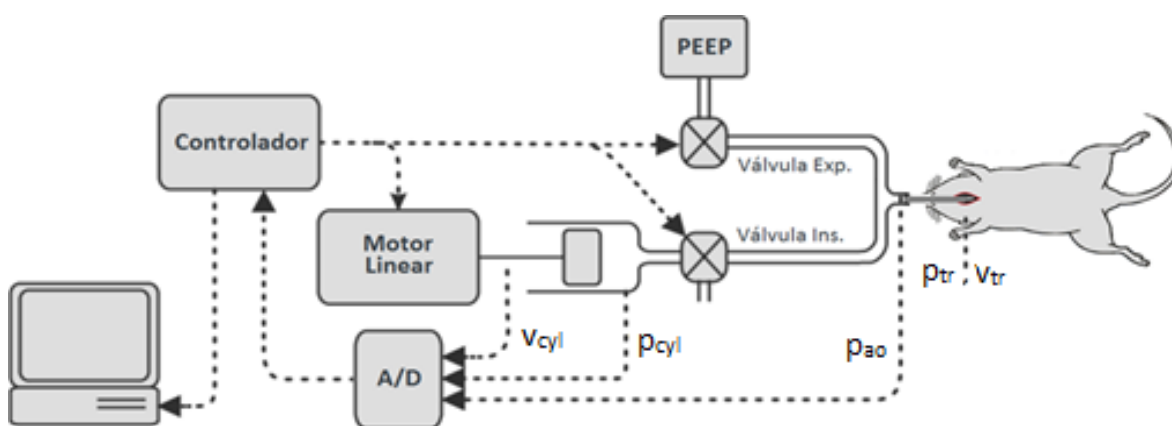 PEEP
Controlador
Válvula Exp.
Motor
Linear
Válvula Ins.
Ptr
Vtr
Vcyl
pcyl
pao
A/D